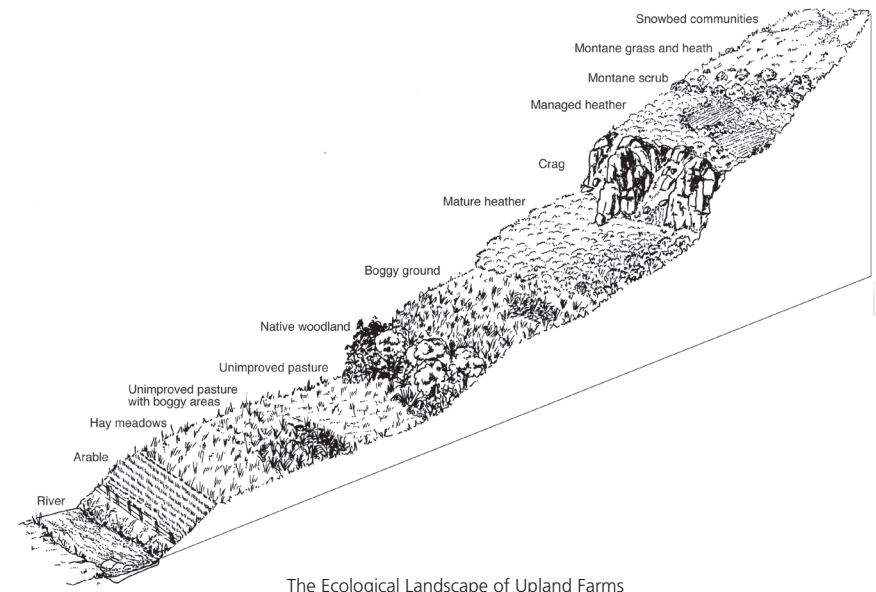 Snowbed communities
Montane grass and heath
Montane scrub
Managed heather
Crag
Mature heather
Boggy ground
Native woodland
Unimproved pasture
Unimproved pasture
with boggy areas
Hay meadows
Arable
River
The Ecological Landscape of Upland Farms